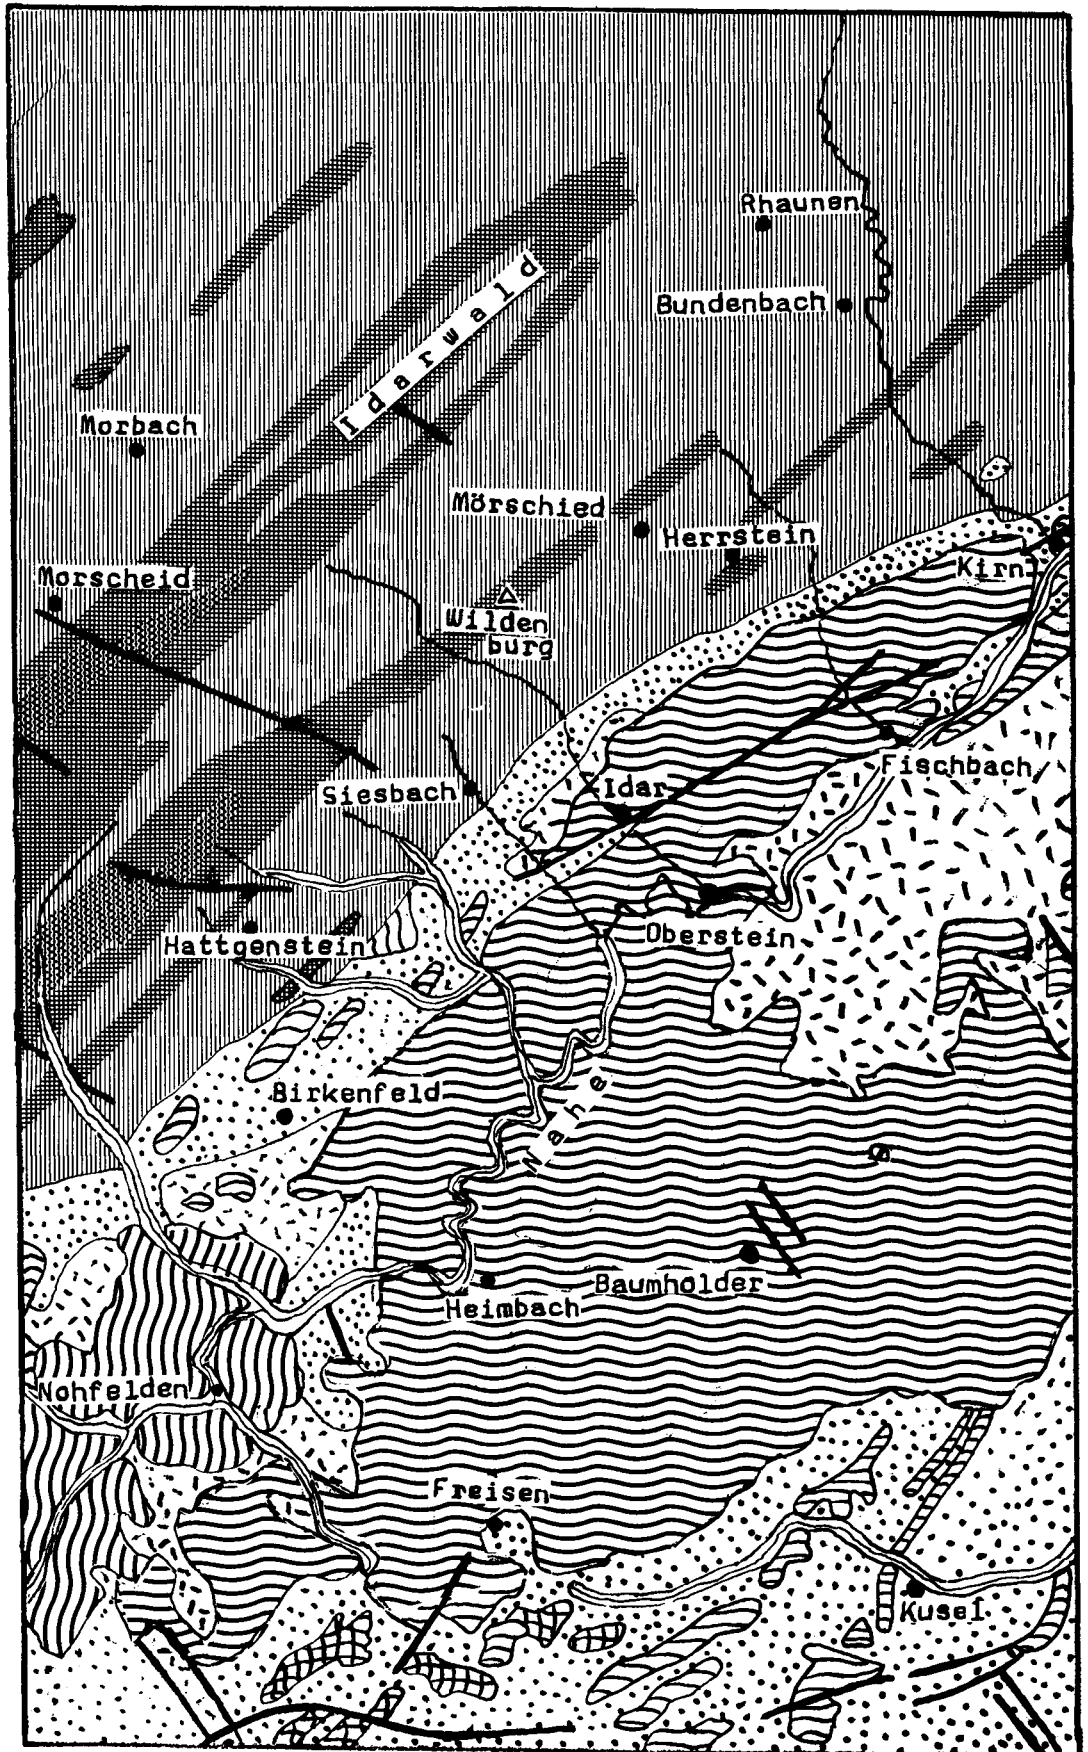 Rhaunen
Bundenbach
Idarwald
Morbach
Mörschied
Herrstein
Kirn
Morscheid
Wilden
burg
Fischbach
Siesbach
Idar
Oberstein
Hattgenstein
Nahe
Birkenfeld
Baumholder
Heimbach
Nohfelden
Freisen
Kusel